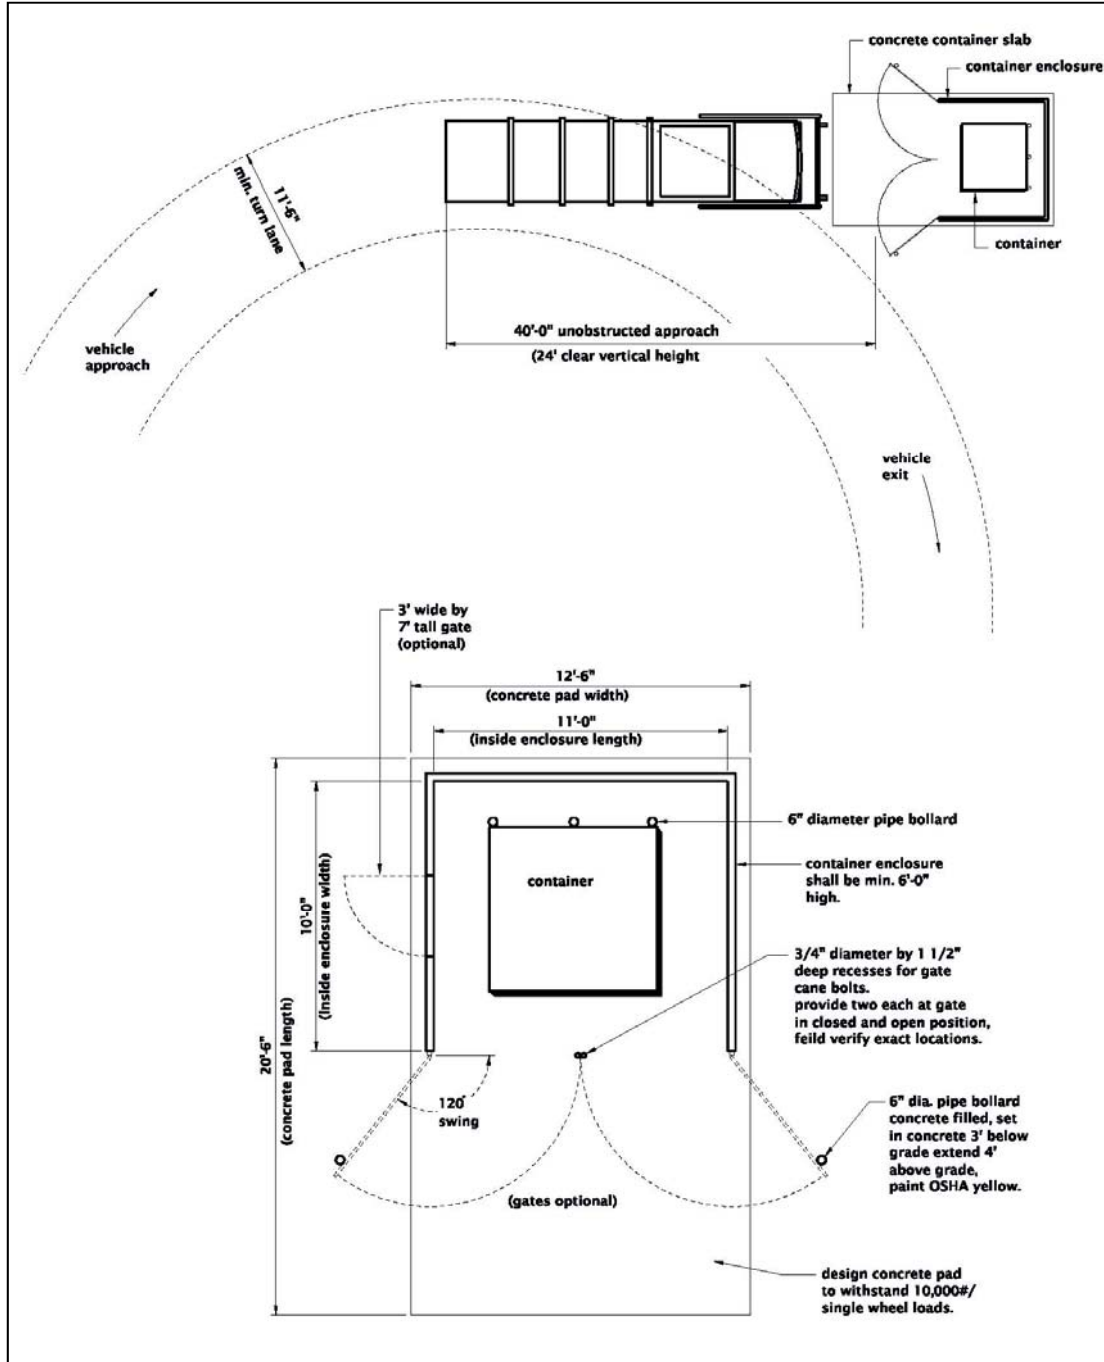 concrete container slab
container enclosure
11'-6"
min. turn lane
container
40'-0" unobstructed approach
(24' clear vertical height
vehicle
approach
vehicle
exit
3' wide by
7' tall gate
(optional)
12'-6"
(concrete pad width)
11'-0"
(inside enclosure length)
6" diameter pipe bollard
container enclosure
shall be min. 6'-0"
high.
container
10'-0"
(Inside enclosure width)
20'-6"
(concrete pad length)
3/4" diameter by 1 1/2"
deep recesses for gate
cane bolts.
provide two each at gate
in closed and open position,
feild verify exact locations.
120°
swing
6" dia. pipe bollard
concrete filled, set
in concrete 3' below
grade extend 4'
above grade,
paint OSHA yellow.
(gates optional)
design concrete pad
to withstand 10,000#/
single wheel loads.